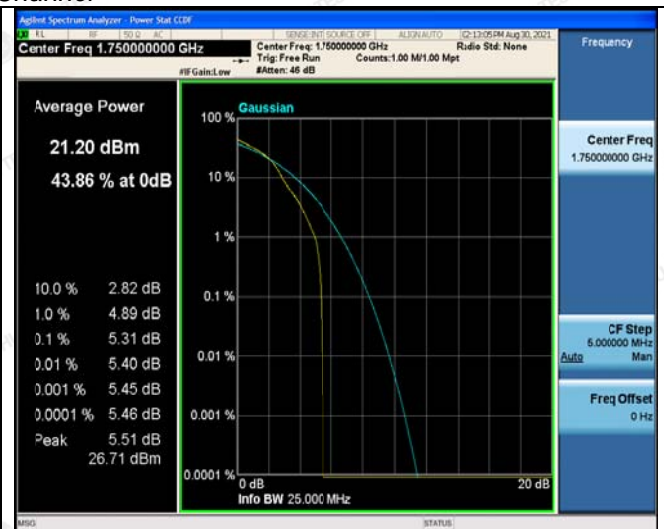 Channel
Agilent Spectrum Analyzer - Power Stat CCDF
RL RF 50 Ω AC SENSE:INT SOURCE OFF ALIGN AUTO 02:13:05 PM Aug 30, 2021
Center Freq 1.750000000 GHz
Center Freq: 1.750000000 GHz Radio Std: None
Trig: Free Run Counts:1.00 M/1.00 Mpt
#IFGain:Low #Atten: 46 dB
Frequency
Average Power
21.20 dBm
43.86 % at 0dB
10.0 % 2.82 dB
1.0 % 4.89 dB
0.1 % 5.31 dB
0.01 % 5.40 dB
0.001 % 5.45 dB
0.0001 % 5.46 dB
Peak 5.51 dB
26.71 dBm
Gaussian
100 %
10 %
1 %
0.1 %
0.01 %
0.001 %
0.0001 %
0 dB 20 dB
Info BW 25.000 MHz
Center Freq
1.750000000 GHz
CF Step
5.000000 MHz
Auto Man
Freq Offset
0 Hz
MSG STATUS